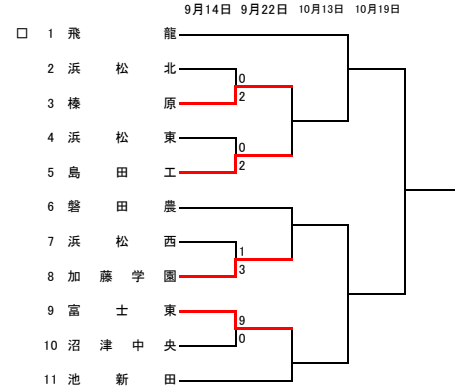 9月14日 9月22日 10月13日 10月19日
□ 1 飛龍
2 浜松北
0
2
3 榛原
4 浜松東
0
2
5 島田工
6 磐田農
7 浜松西
1
3
8 加藤学園
9 富士東
9
0
10 沼津中央
11 池新田